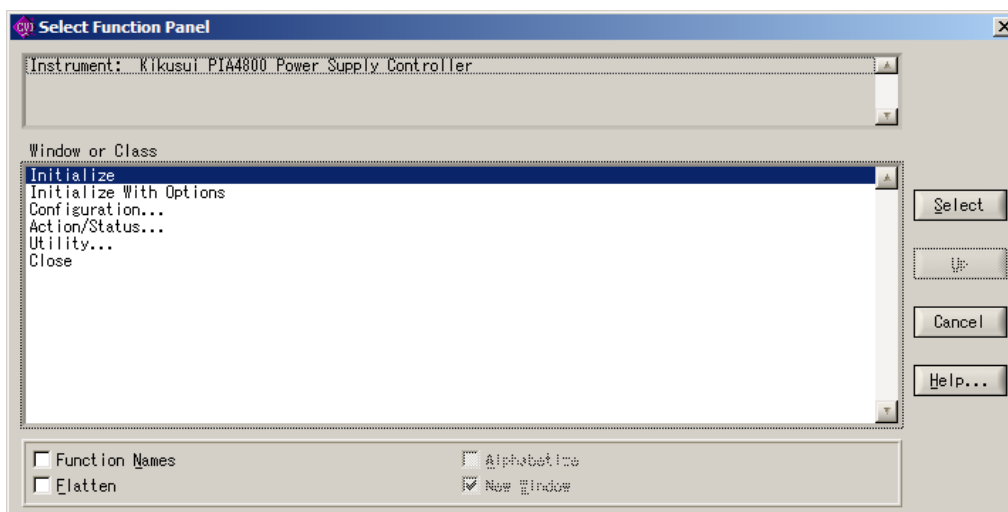 CVI Select Function Panel
Instrument: Kikusui PIA4800 Power Supply Controller
Window or Class
Initialize
Initialize With Options
Configuration...
Action/Status...
Utility...
Close
Select
Up
Cancel
Help...
Function Names
Flatten
Alphabetize
New Window